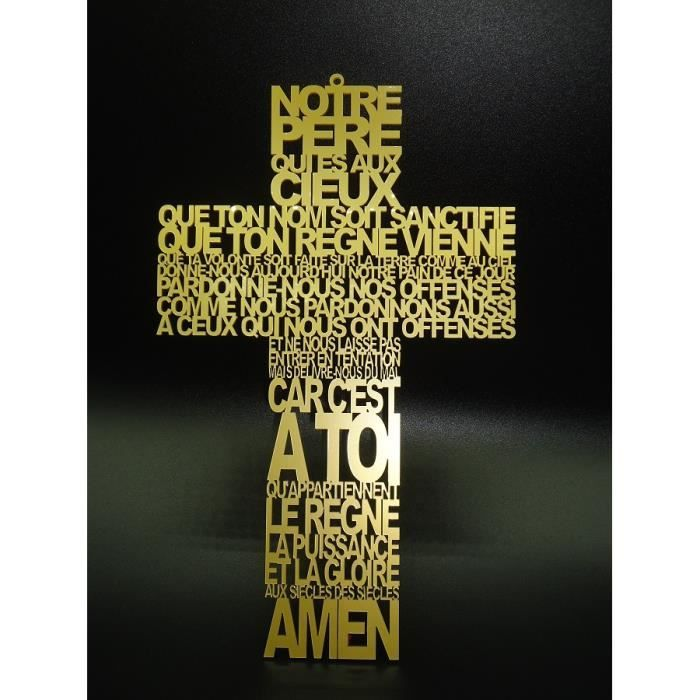 NOTRE
PERE
QUI ES AUX
CIEUX
QUE TON NOM SOIT SANCTIFIE
QUE TON REGNE VIENNE
QUE TA VOLONTE SOIT FAITE SUR LA TERRE COMME AU CIEL
DONNE-NOUS AUJOURD'HUI NOTRE PAIN DE CE JOUR
PARDONNE-NOUS NOS OFFENSES
COMME NOUS PARDONNONS AUSSI
A CEUX QUI NOUS ONT OFFENSES
ET NE NOUS LAISSE PAS
ENTRER EN TENTATION
MAIS DELIVRE-NOUS DU MAL
CAR C'EST
A TOI
QU'APPARTIENNENT
LE REGNE
LA PUISSANCE
ET LA GLOIRE
AUX SIECLES DES SIECLES
AMEN